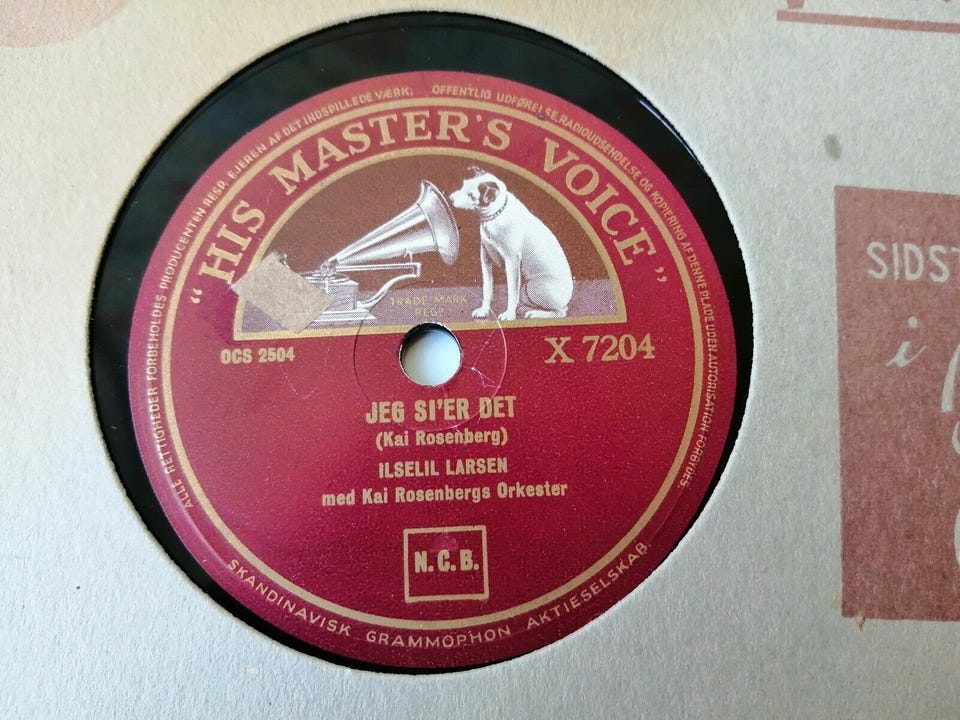 ALLE RETTIGHEDER FORBEHOLDES PRODUCENTEN RESP. EJEREN AF DET INDSPILLEDE VÆRK. OFFENTLIG UDFØRELSE, RADIOUDSENDELSE OG KOPIERING AF DENNE PLADE UDEN AUTORISATION FORBYDES.
"HIS MASTER'S VOICE"
TRADE MARK
REGD
OCS 2504
X 7204
JEG SI'ER DET
(Kai Rosenberg)
ILSELIL LARSEN
med Kai Rosenbergs Orkester
N.C.B.
SKANDINAVISK GRAMMOPHON AKTIESELSKAB
SIDST
i